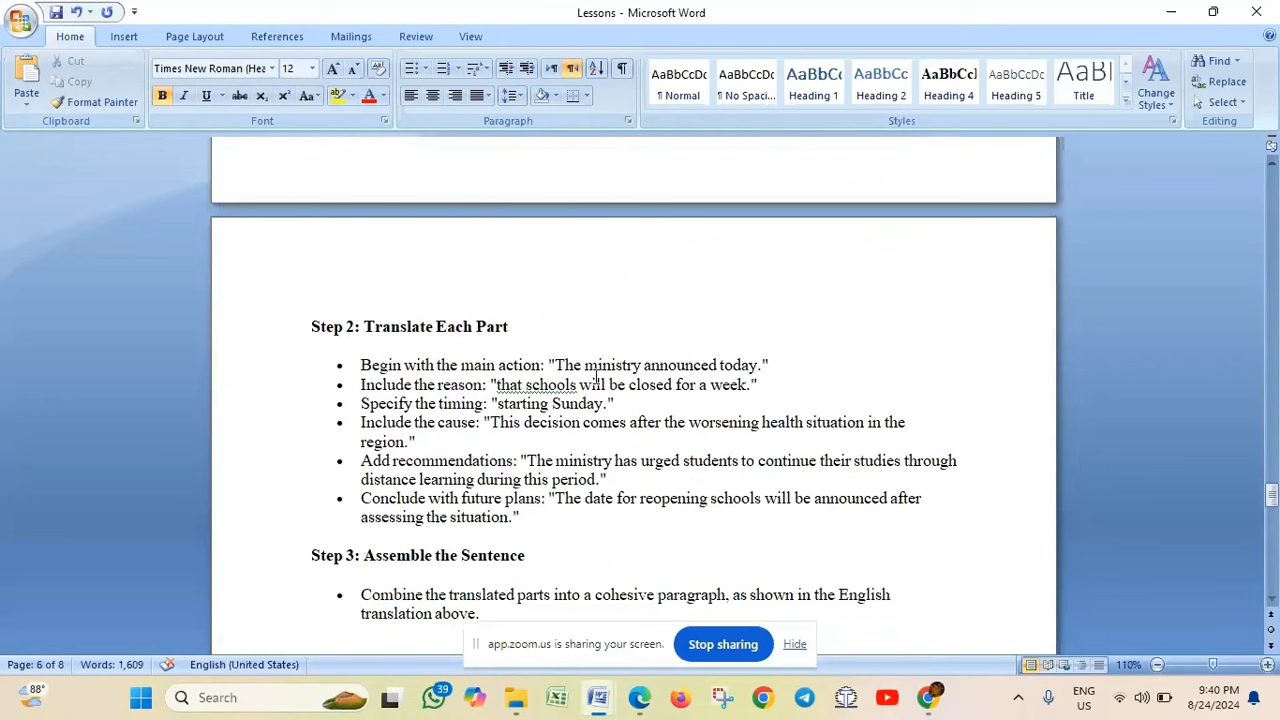 Lessons - Microsoft Word
Home Insert Page Layout References Mailings Review View
Paste
Cut
Copy
Format Painter
Clipboard
Times New Roman (Hea 12
Font
Paragraph
AaBbCcDc AaBbCcDc AaBbC AaBbCc AaBbCcI AaBbCcDc AaBl
¶ Normal ¶ No Spaci... Heading 1 Heading 2 Heading 4 Heading 5 Title
Change Styles
Styles
Find
Replace
Select
Editing
Step 2: Translate Each Part
• Begin with the main action: "The ministry announced today."
• Include the reason: "that schools will be closed for a week."
• Specify the timing: "starting Sunday."
• Include the cause: "This decision comes after the worsening health situation in the
region."
• Add recommendations: "The ministry has urged students to continue their studies through
distance learning during this period."
• Conclude with future plans: "The date for reopening schools will be announced after
assessing the situation."
Step 3: Assemble the Sentence
• Combine the translated parts into a cohesive paragraph, as shown in the English
translation above.
app.zoom.us is sharing your screen. Stop sharing Hide
Page: 6 of 8 Words: 1,609 English (United States) 110%
88° Search 39 ENG US 9:40 PM 8/24/2024